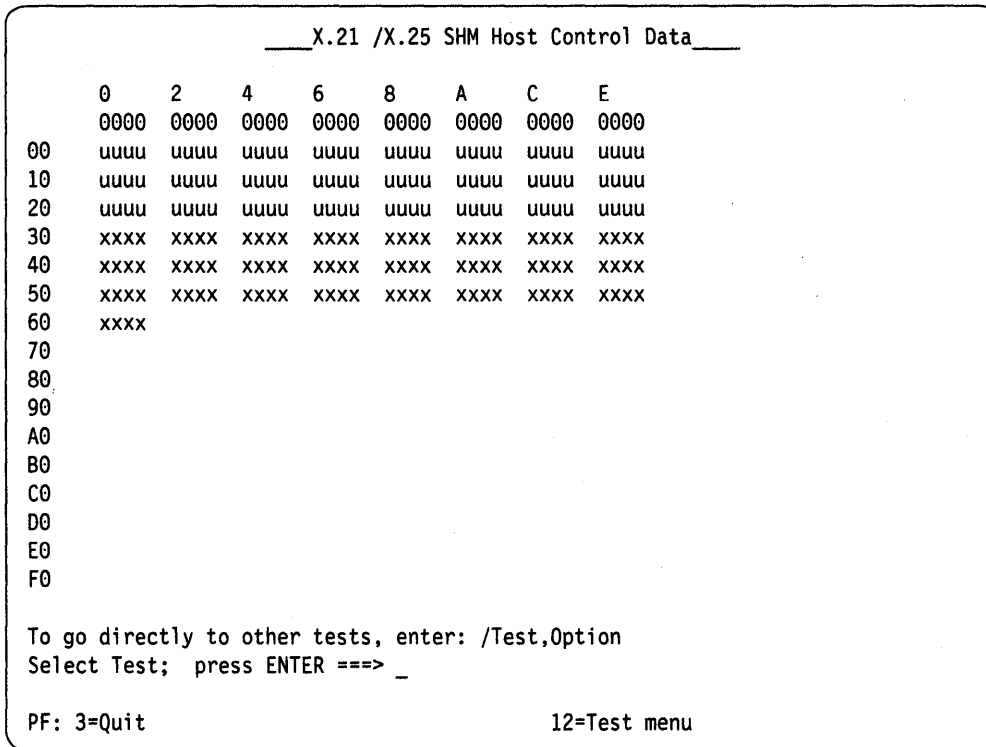 ____X.21 /X.25 SHM Host Control Data____
0 2 4 6 8 A C E
0000 0000 0000 0000 0000 0000 0000 0000
00 uuuu uuuu uuuu uuuu uuuu uuuu uuuu uuuu
10 uuuu uuuu uuuu uuuu uuuu uuuu uuuu uuuu
20 uuuu uuuu uuuu uuuu uuuu uuuu uuuu uuuu
30 xxxx xxxx xxxx xxxx xxxx xxxx xxxx xxxx
40 xxxx xxxx xxxx xxxx xxxx xxxx xxxx xxxx
50 xxxx xxxx xxxx xxxx xxxx xxxx xxxx xxxx
60 xxxx
70
80
90
A0
B0
C0
D0
E0
F0
To go directly to other tests, enter: /Test,Option
Select Test; press ENTER ===> _
PF: 3=Quit 12=Test menu